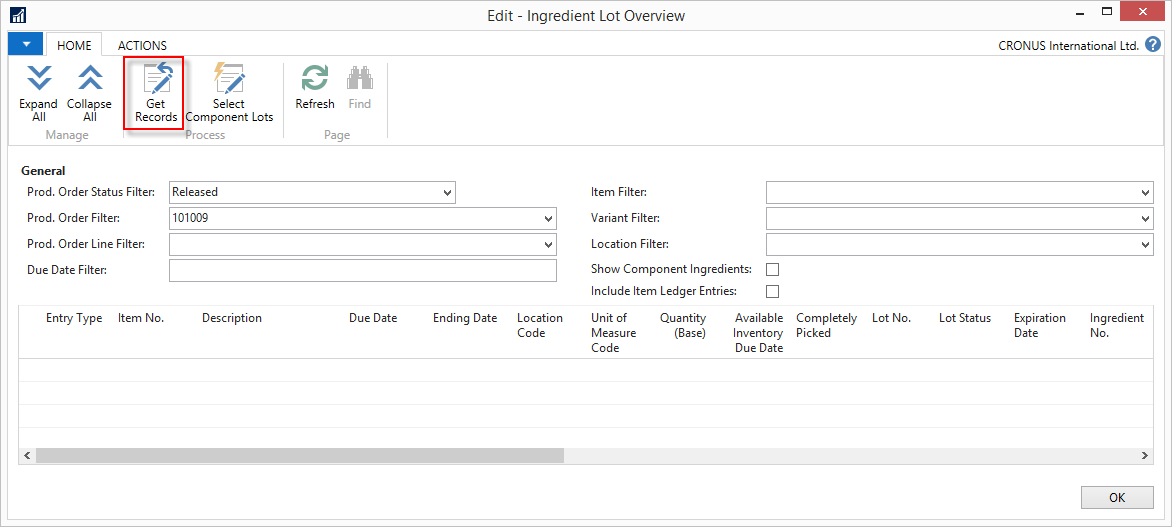 Edit - Ingredient Lot Overview
HOME ACTIONS CRONUS International Ltd. ?
Expand All
Collapse All
Get Records
Select Component Lots
Refresh
Find
Manage Process Page
General
Prod. Order Status Filter: Released
Prod. Order Filter: 101009
Prod. Order Line Filter:
Due Date Filter:
Item Filter:
Variant Filter:
Location Filter:
Show Component Ingredients:
Include Item Ledger Entries:
Entry Type
Item No.
Description
Due Date
Ending Date
Location Code
Unit of Measure Code
Quantity (Base)
Available Inventory Due Date
Completely Picked
Lot No.
Lot Status
Expiration Date
Ingredient No.
OK